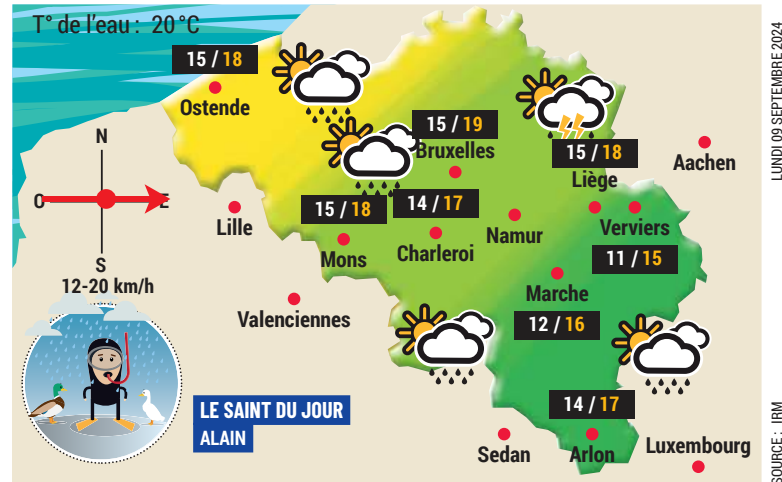 T° de l'eau : 20 °C
15 / 18
Ostende
N
O
E
S
12-20 km/h
15 / 19
Bruxelles
15 / 18
Liège
Aachen
LUNDI 09 SEPTEMBRE 2024
Lille
15 / 18
Mons
14 / 17
Charleroi
Namur
Verviers
11 / 15
Marche
12 / 16
Valenciennes
LE SAINT DU JOUR
ALAIN
14 / 17
Sedan
Arlon
Luxembourg
SOURCE : IRM